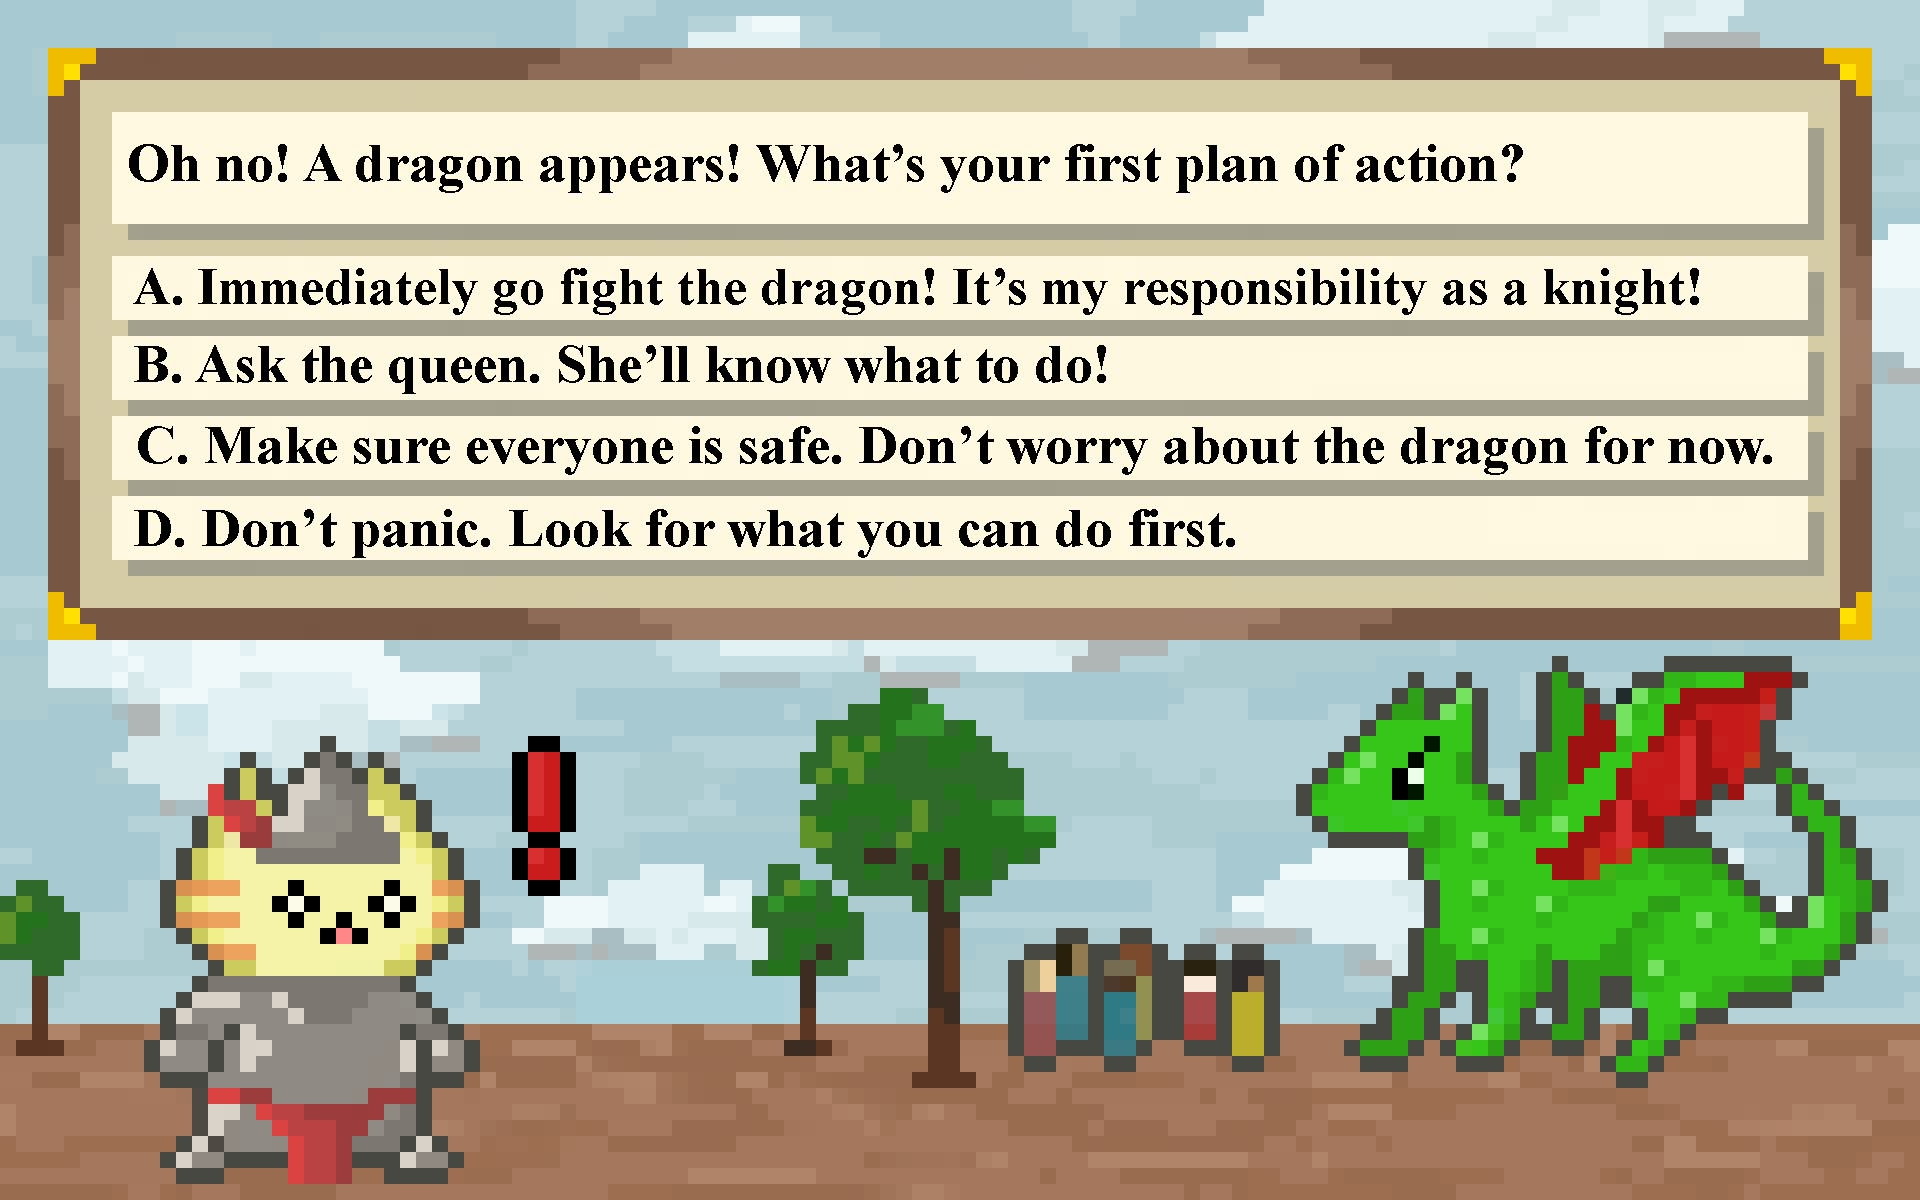 Oh no! A dragon appears! What’s your first plan of action?
A. Immediately go fight the dragon! It’s my responsibility as a knight!
B. Ask the queen. She’ll know what to do!
C. Make sure everyone is safe. Don’t worry about the dragon for now.
D. Don’t panic. Look for what you can do first.